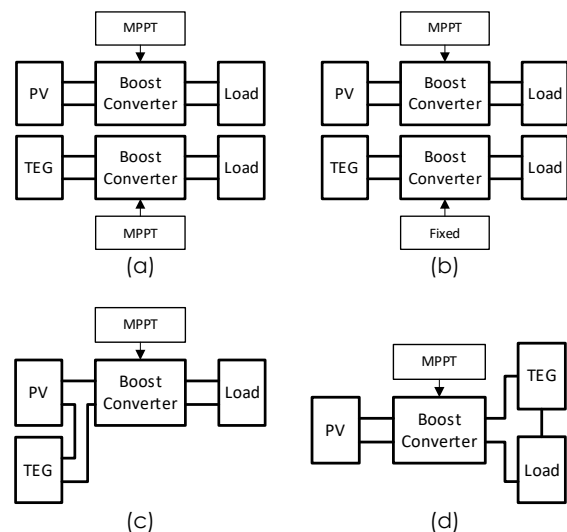 MPPT
PV
Boost
Converter
Load
TEG
Boost
Converter
Load
MPPT
(a)
MPPT
PV
Boost
Converter
Load
TEG
Boost
Converter
Load
Fixed
(b)
MPPT
PV
Boost
Converter
Load
TEG
(c)
MPPT
TEG
PV
Boost
Converter
Load
(d)